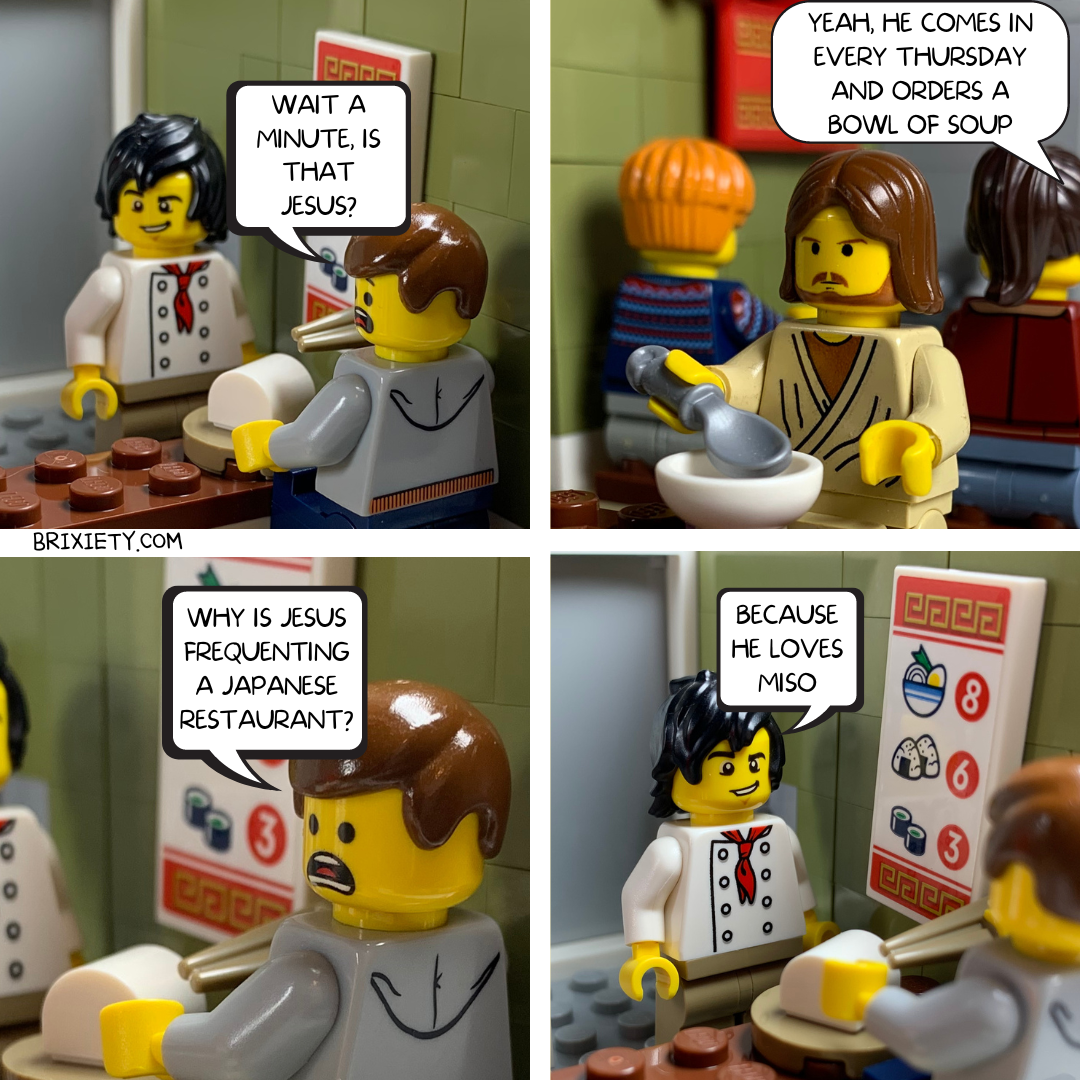 WAIT A
MINUTE, IS
THAT
JESUS?
YEAH, HE COMES IN
EVERY THURSDAY
AND ORDERS A
BOWL OF SOUP
BRIXIETY.COM
WHY IS JESUS
FREQUENTING
A JAPANESE
RESTAURANT?
3
BECAUSE
HE LOVES
MISO
8
6
3